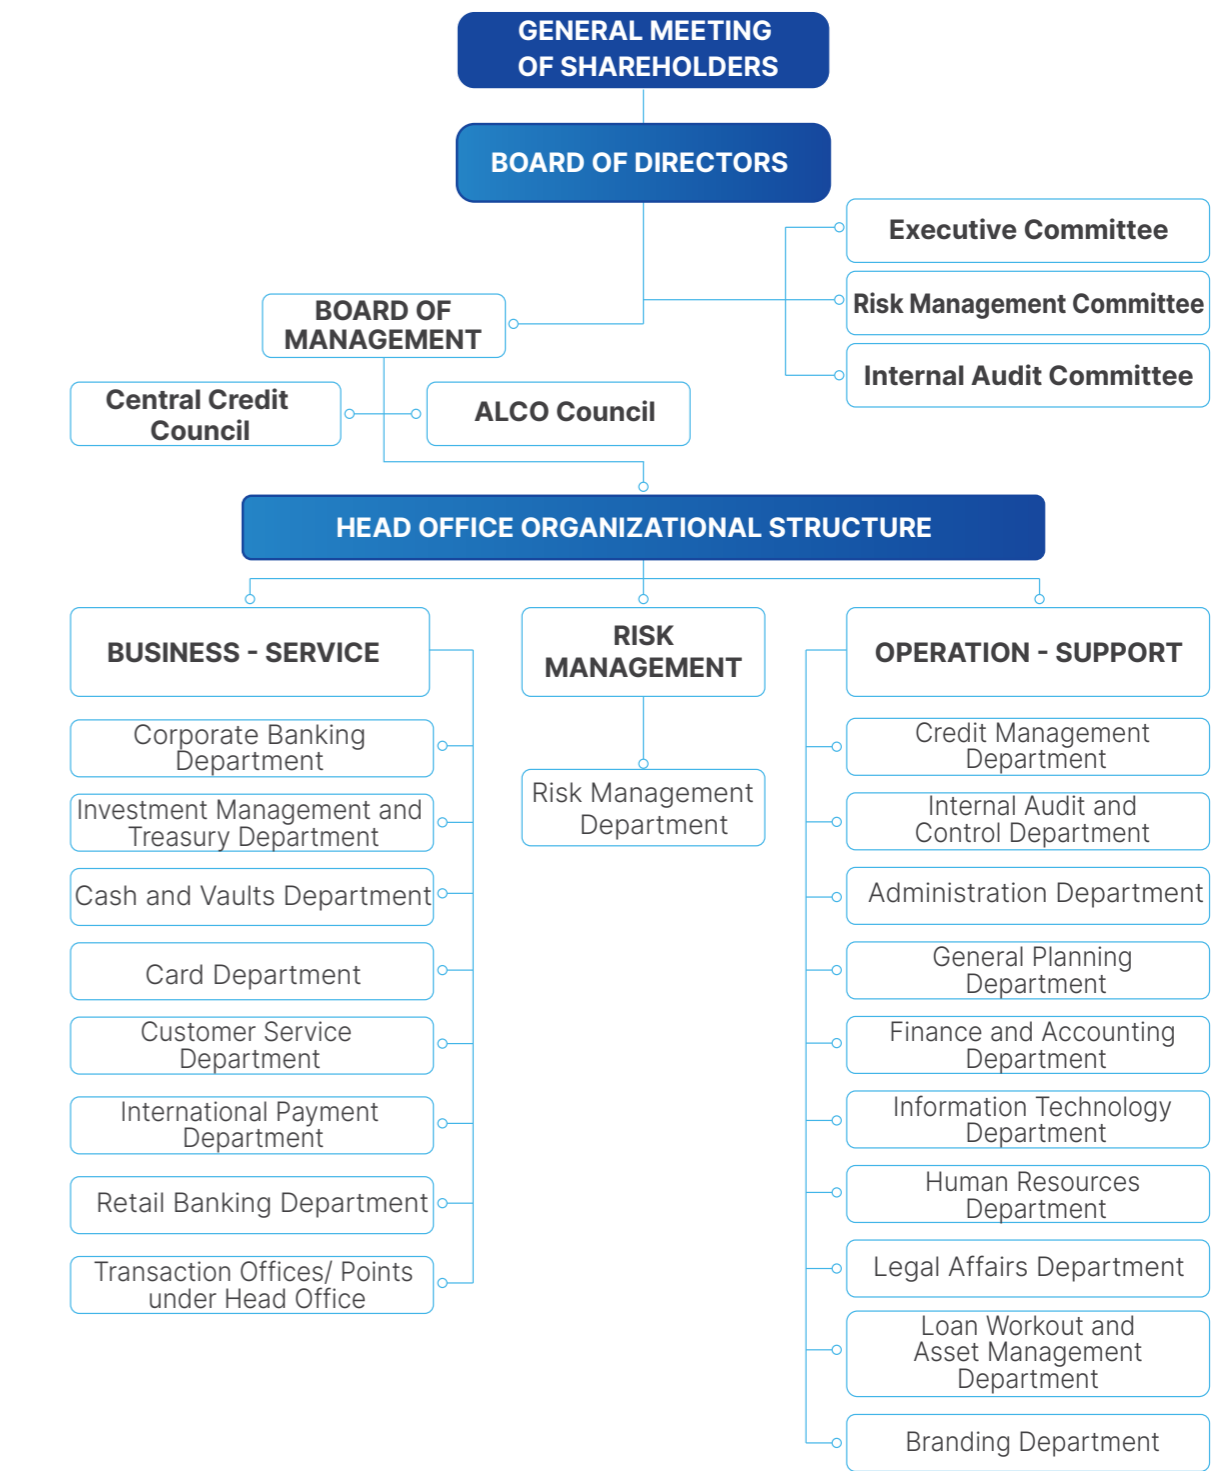 GENERAL MEETING
OF SHAREHOLDERS
BOARD OF DIRECTORS
Executive Committee
Risk Management Committee
Internal Audit Committee
BOARD OF
MANAGEMENT
Central Credit
Council
ALCO Council
HEAD OFFICE ORGANIZATIONAL STRUCTURE
BUSINESS - SERVICE
Corporate Banking
Department
Investment Management and
Treasury Department
Cash and Vaults Department
Card Department
Customer Service
Department
International Payment
Department
Retail Banking Department
Transaction Offices/ Points
under Head Office
RISK
MANAGEMENT
Risk Management
Department
OPERATION - SUPPORT
Credit Management
Department
Internal Audit and
Control Department
Administration Department
General Planning
Department
Finance and Accounting
Department
Information Technology
Department
Human Resources
Department
Legal Affairs Department
Loan Workout and
Asset Management
Department
Branding Department